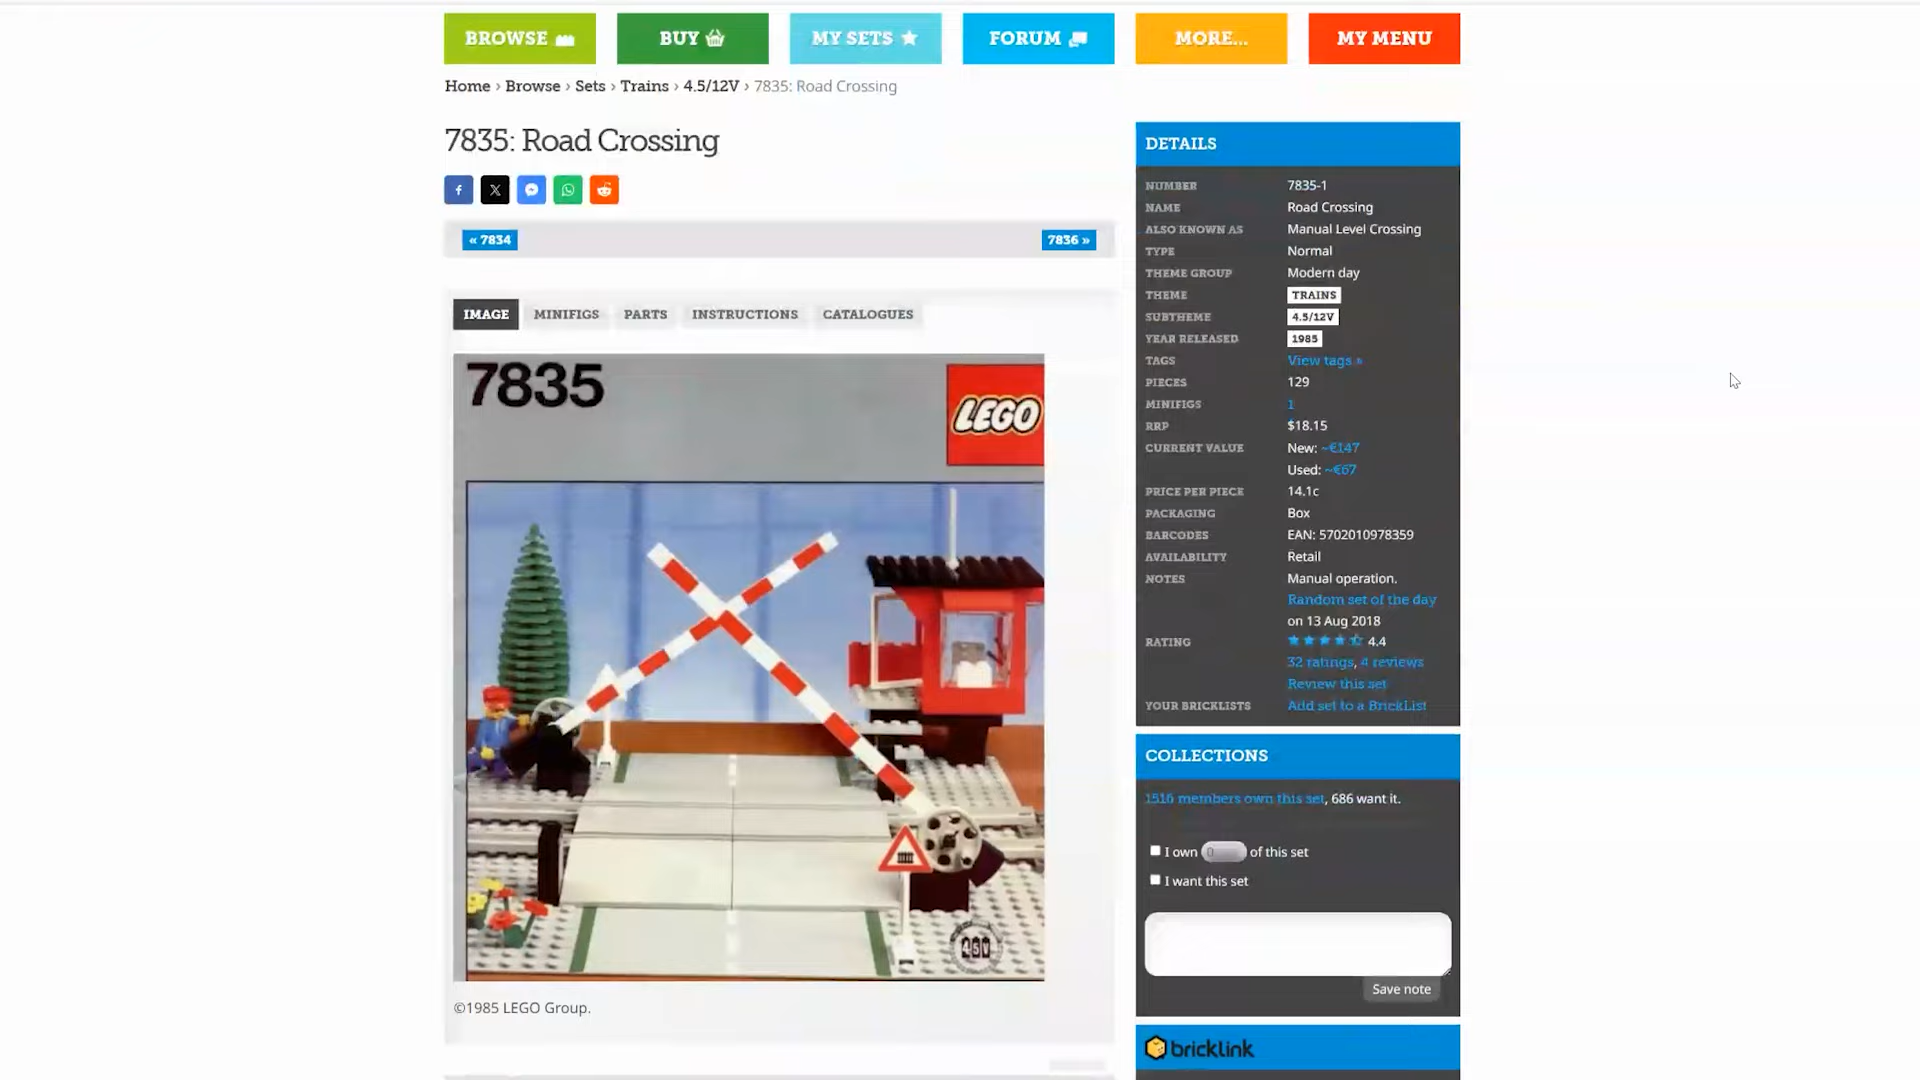 BROWSE
BUY
MY SETS
FORUM
MORE...
MY MENU
Home › Browse › Sets › Trains › 4.5/12V › 7835: Road Crossing
7835: Road Crossing
« 7834
7836 »
IMAGE
MINIFIGS
PARTS
INSTRUCTIONS
CATALOGUES
7835
LEGO
4.5V
©1985 LEGO Group.
DETAILS
NUMBER 7835-1
NAME Road Crossing
ALSO KNOWN AS Manual Level Crossing
TYPE Normal
THEME GROUP Modern day
THEME TRAINS
SUBTHEME 4.5/12V
YEAR RELEASED 1985
TAGS View tags »
PIECES 129
MINIFIGS 1
RRP $18.15
CURRENT VALUE New: ~€147
Used: ~€67
PRICE PER PIECE 14.1c
PACKAGING Box
BARCODES EAN: 5702010978359
AVAILABILITY Retail
NOTES Manual operation.
Random set of the day
on 13 Aug 2018
RATING 4.4
32 ratings, 4 reviews
Review this set
YOUR BRICKLISTS Add set to a BrickList
COLLECTIONS
1516 members own this set, 686 want it.
I own 0 of this set
I want this set
Save note
bricklink